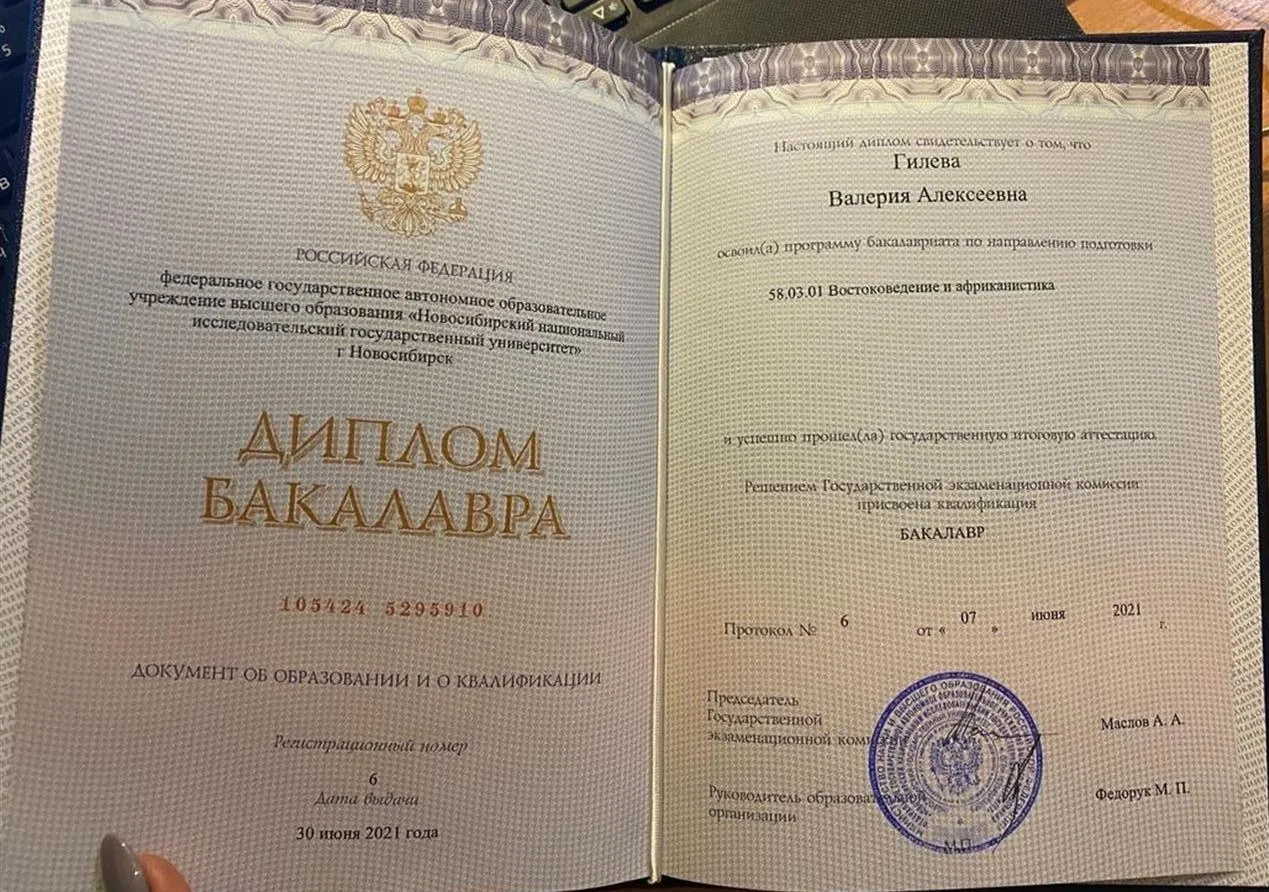 РОССИЙСКАЯ ФЕДЕРАЦИЯ
федеральное государственное автономное образовательное
учреждение высшего образования «Новосибирский национальный
исследовательский государственный университет»
г Новосибирск
ДИПЛОМ
БАКАЛАВРА
105424 5295910
ДОКУМЕНТ ОБ ОБРАЗОВАНИИ И О КВАЛИФИКАЦИИ
Регистрационный номер
6
Дата выдачи
30 июня 2021 года
Настоящий диплом свидетельствует о том, что
Гилева
Валерия Алексеевна
освоил(а) программу бакалавриата по направлению подготовки
58.03.01 Востоковедение и африканистика
и успешно прошел(ла) государственную итоговую аттестацию.
Решением Государственной экзаменационной комиссии
присвоена квалификация
БАКАЛАВР
Протокол № 6 от « 07 » июня 2021 г.
Председатель
Государственной
экзаменационной
Маслов А. А.
Руководитель
организации
Федорук М. П.
М.П.